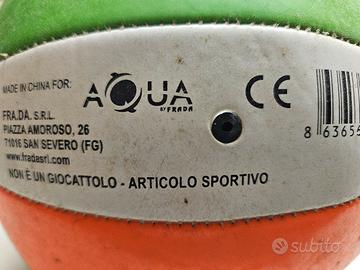 MADE IN CHINA FOR:
FRA.DA. S.R.L.
PIAZZA AMOROSO, 26
71016 SAN SEVERO (FG)
www.fradasrl.com
AQUA
BY FRADA
CE
8 63655
NON È UN GIOCATTOLO - ARTICOLO SPORTIVO
subito